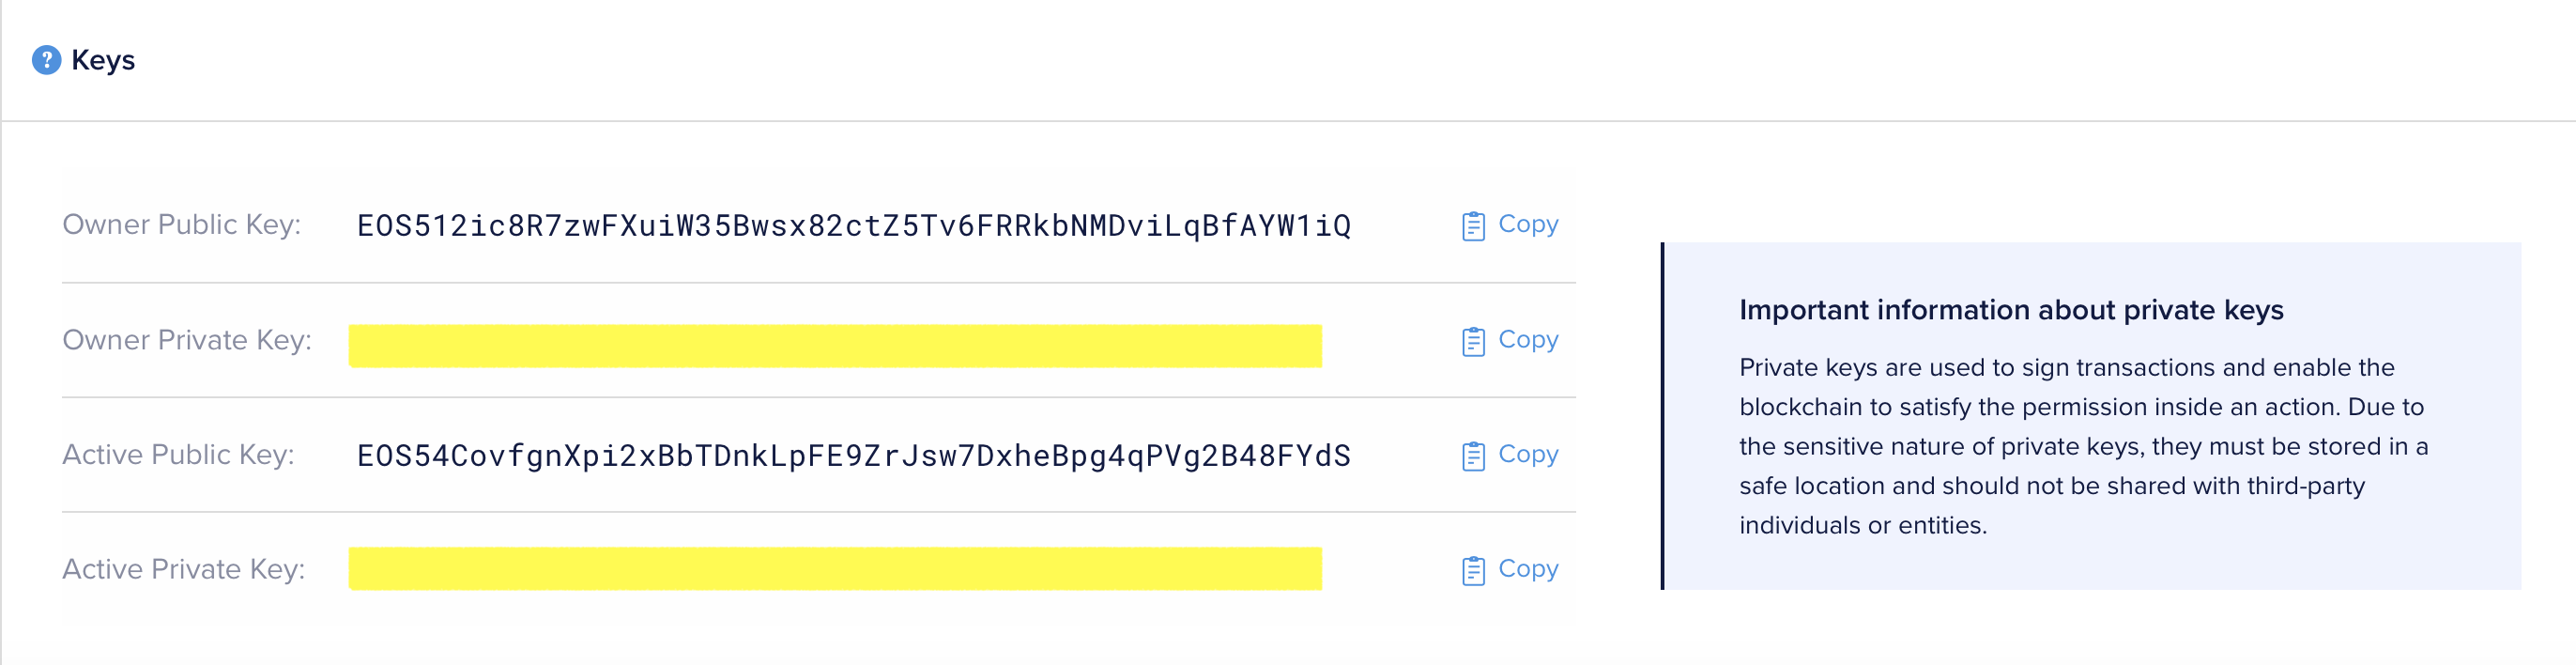 ? Keys
Owner Public Key: EOS512ic8R7zwFXuiW35Bwsx82ctZ5Tv6FRRkbNMDviLqBfAYW1iQ Copy
Owner Private Key: Copy
Active Public Key: EOS54CovfgnXpi2xBbTDnkLpFE9ZrJsw7DxheBpg4qPVg2B48FYdS Copy
Active Private Key: Copy
Important information about private keys
Private keys are used to sign transactions and enable the
blockchain to satisfy the permission inside an action. Due to
the sensitive nature of private keys, they must be stored in a
safe location and should not be shared with third-party
individuals or entities.